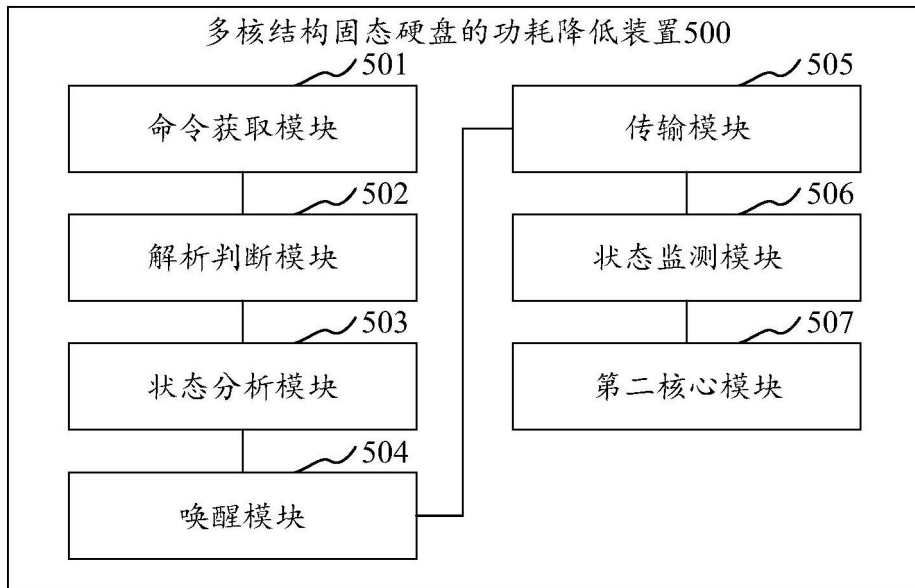 多核结构固态硬盘的功耗降低装置500
501
命令获取模块
502
解析判断模块
503
状态分析模块
504
唤醒模块
505
传输模块
506
状态监测模块
507
第二核心模块